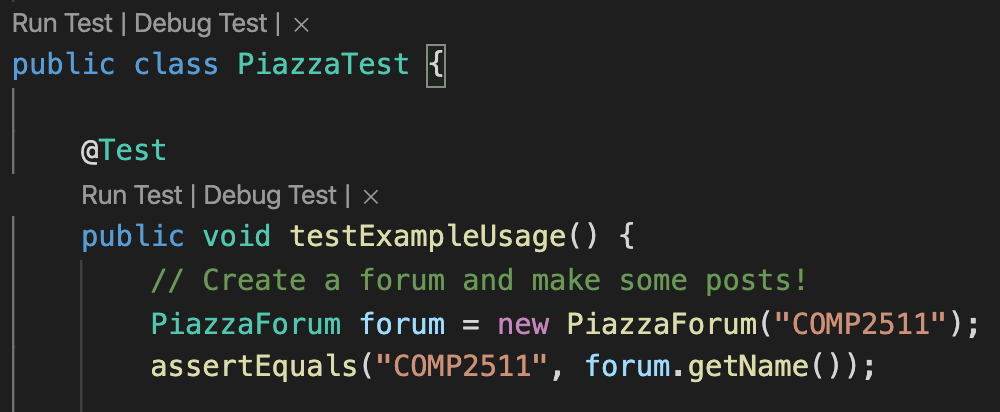 Run Test | Debug Test | ×
public class PiazzaTest {
@Test
Run Test | Debug Test | ×
public void testExampleUsage() {
// Create a forum and make some posts!
PiazzaForum forum = new PiazzaForum("COMP2511");
assertEquals("COMP2511", forum.getName());